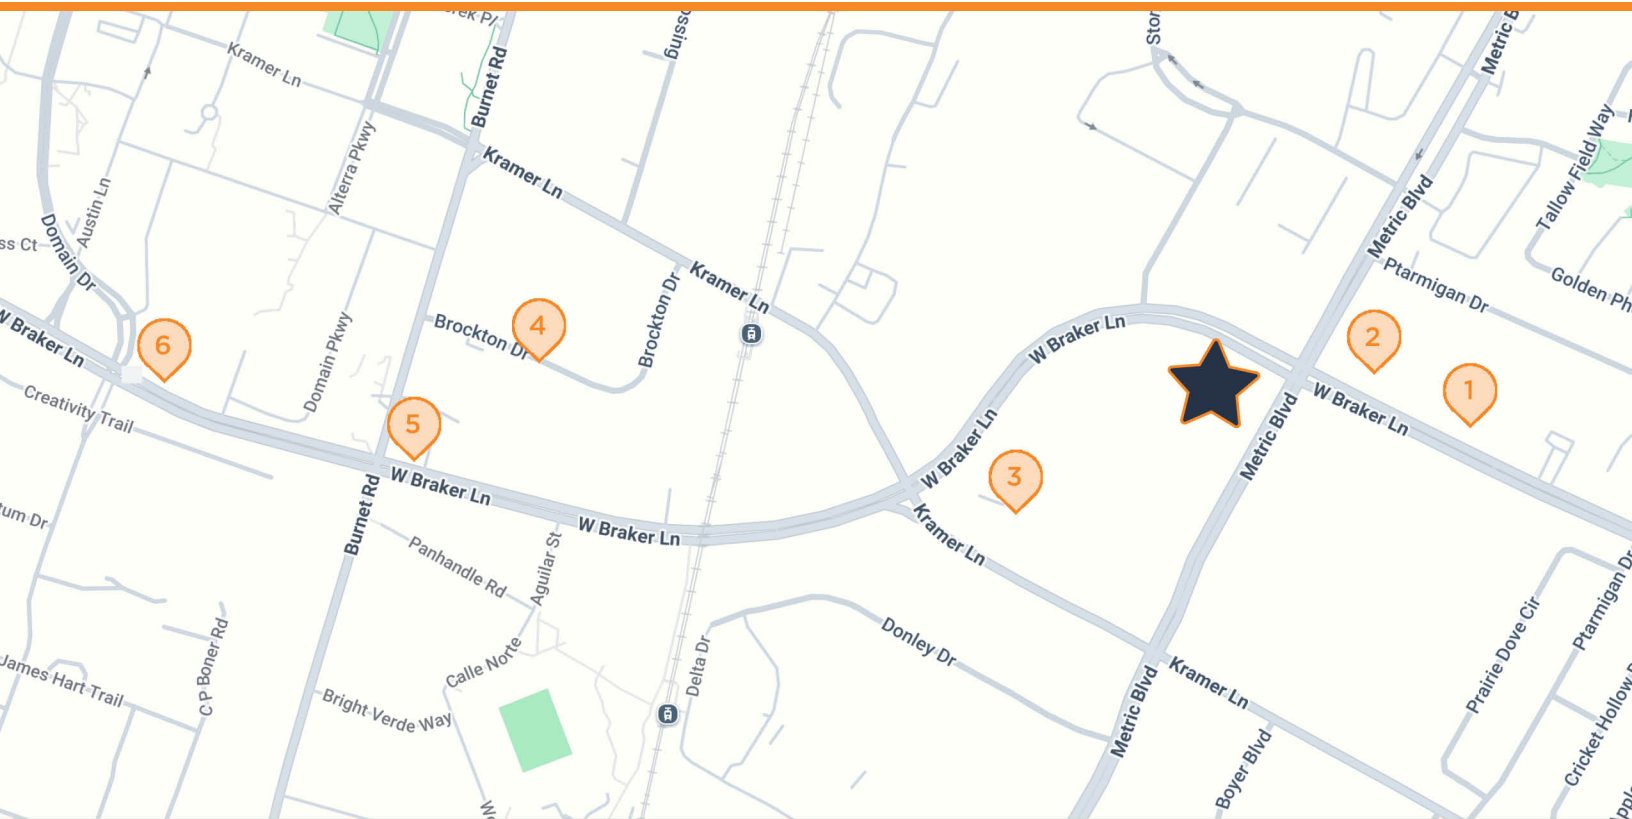 Kramer Ln
Burnet Rd
Metric B
Kramer Ln
Alterra Pkwy
Austin Ln
Domain Dr
Metric Blvd
Tallow Field Way
Ptarmigan Dr
Golden Ph
Kramer Ln
Brockton Dr
Brockton Dr
W Braker Ln
W Braker Ln
Domain Pkwy
Creativity Trail
6
4
5
3
2
1
W Braker Ln
Metric Blvd
W Braker Ln
W Braker Ln
W Braker Ln
Burnet Rd
Panhandle Rd
Aguilar St
Kramer Ln
Donley Dr
Delta Dr
Calle Norte
Bright Verde Way
C P Boner Rd
James Hart Trail
Metric Blvd
Kramer Ln
Boyer Blvd
Prairie Dove Cir
Ptarmigan Dr
Cricket Hollow